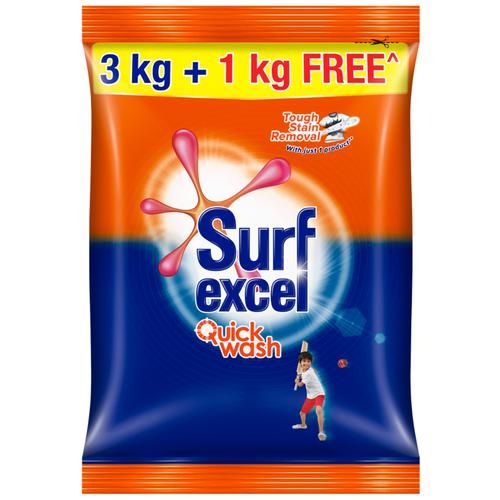 3 kg + 1 kg FREE^
Tough
Stain
Removal
With just 1 product^^
Surf
excel
Quick
wash